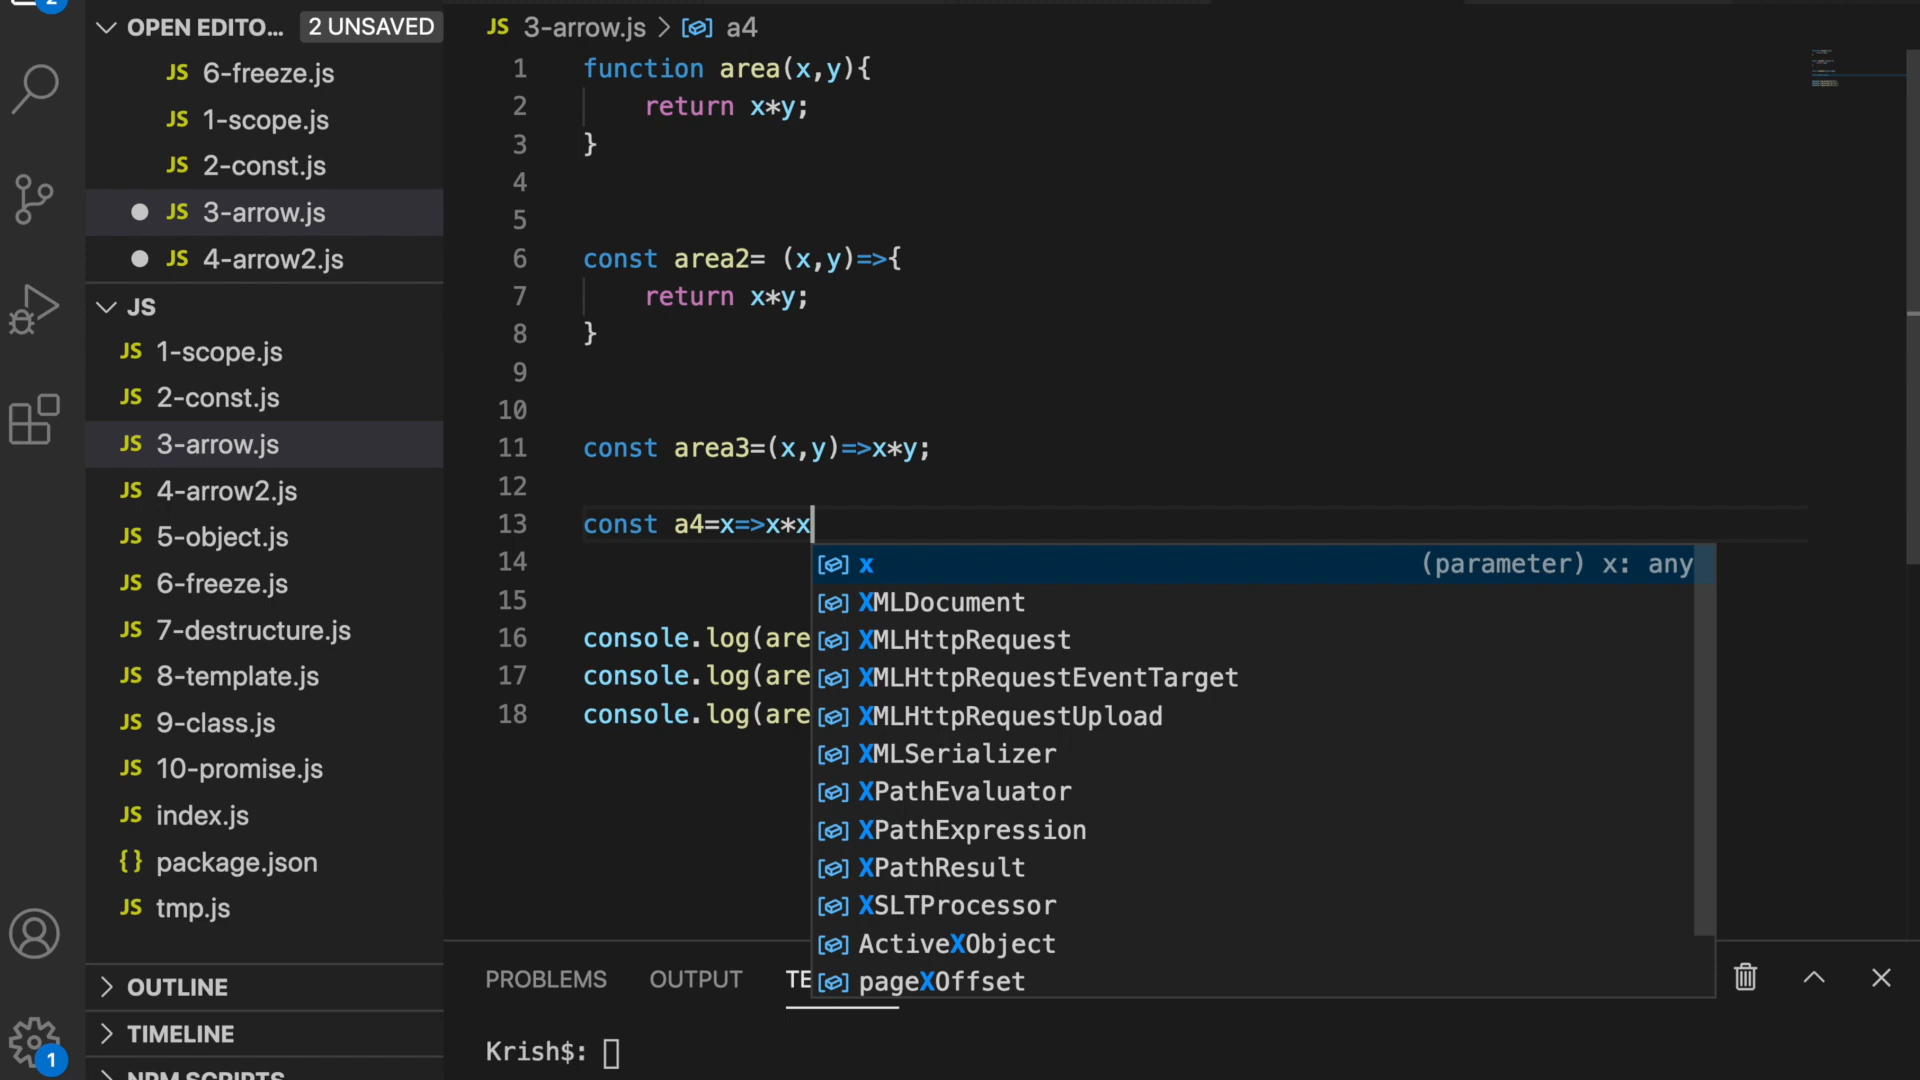 2
OPEN EDITO... 2 UNSAVED
JS 6-freeze.js
JS 1-scope.js
JS 2-const.js
JS 3-arrow.js
JS 4-arrow2.js
JS
JS 1-scope.js
JS 2-const.js
JS 3-arrow.js
JS 4-arrow2.js
JS 5-object.js
JS 6-freeze.js
JS 7-destructure.js
JS 8-template.js
JS 9-class.js
JS 10-promise.js
JS index.js
{} package.json
JS tmp.js
OUTLINE
TIMELINE
NPM SCRIPTS
1
JS 3-arrow.js > a4
1 function area(x,y){
2 return x*y;
3 }
4
5
6 const area2= (x,y)=>{
7 return x*y;
8 }
9
10
11 const area3=(x,y)=>x*y;
12
13 const a4=x=>x*x
14
15
16 console.log(are
17 console.log(are
18 console.log(are
x (parameter) x: any
XMLDocument
XMLHttpRequest
XMLHttpRequestEventTarget
XMLHttpRequestUpload
XMLSerializer
XPathEvaluator
XPathExpression
XPathResult
XSLTProcessor
ActiveXObject
pageXOffset
PROBLEMS OUTPUT TE
Krish$: